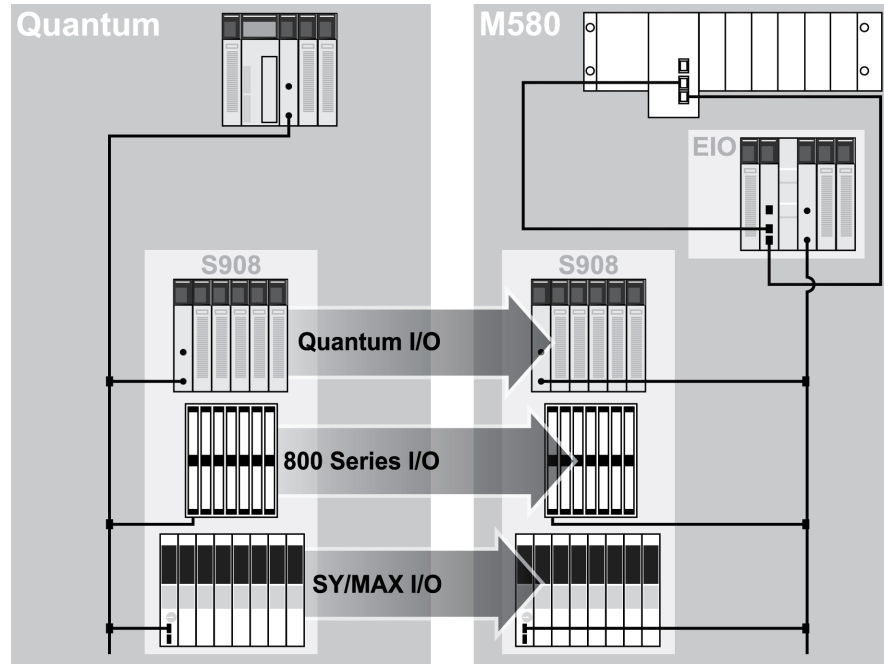 Quantum
M580
EIO
S908
S908
Quantum I/O
800 Series I/O
SY/MAX I/O